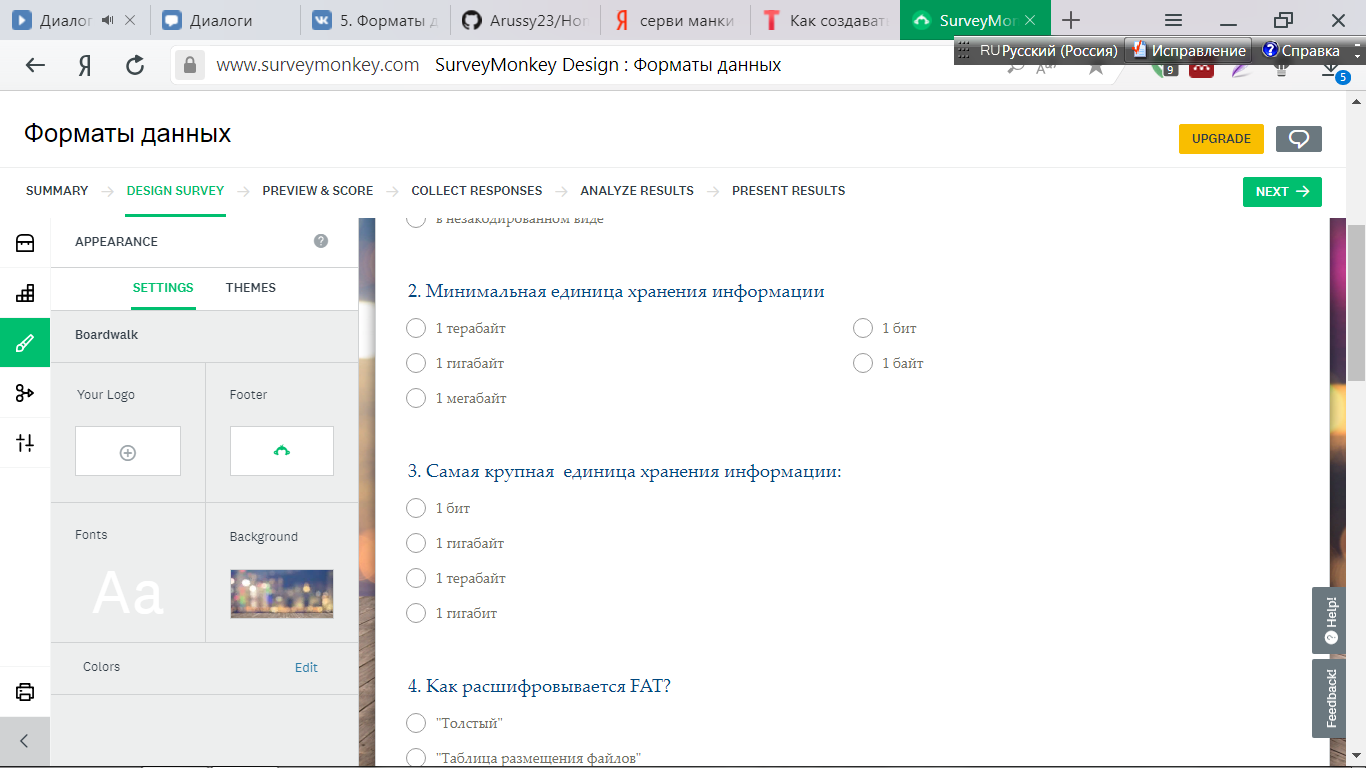 Диалог
Диалоги
5. Форматы д
Arussy23/Hor
серви манки
Как создават
SurveyMon
RU Русский (Россия)
Исправление
Справка
www.surveymonkey.com
SurveyMonkey Design : Форматы данных
9
5
Форматы данных
UPGRADE
SUMMARY
DESIGN SURVEY
PREVIEW & SCORE
COLLECT RESPONSES
ANALYZE RESULTS
PRESENT RESULTS
NEXT
APPEARANCE
SETTINGS
THEMES
Boardwalk
Your Logo
Footer
Fonts
Aa
Background
Colors
Edit
в незакодированном виде
2. Минимальная единица хранения информации
1 терабайт
1 бит
1 гигабайт
1 байт
1 мегабайт
3. Самая крупная  единица хранения информации:
1 бит
1 гигабайт
1 терабайт
1 гигабит
4. Как расшифровывается FAT?
"Толстый"
"Таблица размещения файлов"
Help!
Feedback!